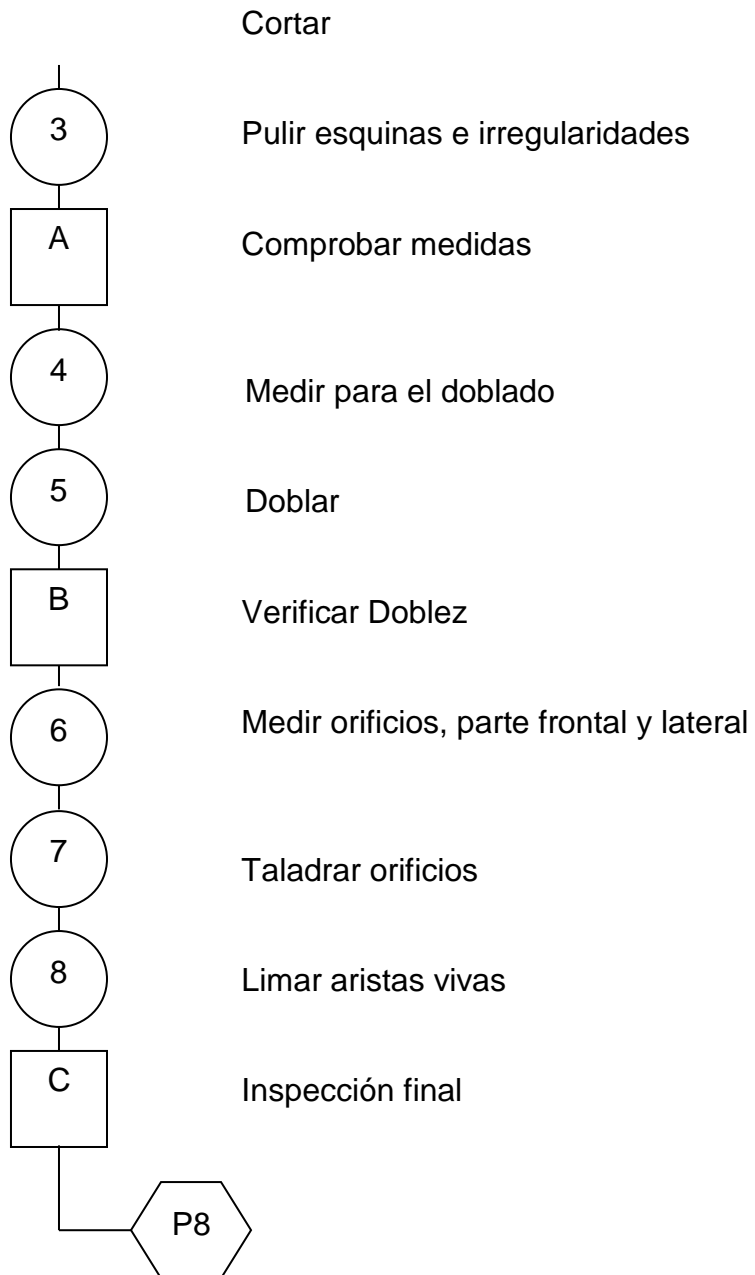 Cortar
3 Pulir esquinas e irregularidades
A Comprobar medidas
4 Medir para el doblado
5 Doblar
B Verificar Doblez
6 Medir orificios, parte frontal y lateral
7 Taladrar orificios
8 Limar aristas vivas
C Inspección final
P8